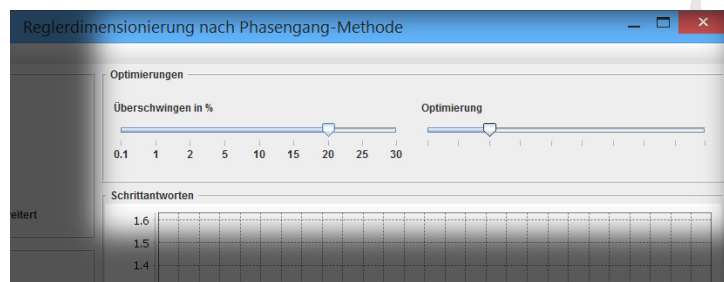 Reglerdimensionierung nach Phasengang-Methode
Optimierungen
Überschwingen in %
Optimierung
0.1 1 2 5 10 15 20 25 30
eitert
Schrittantworten
1.6
1.5
1.4